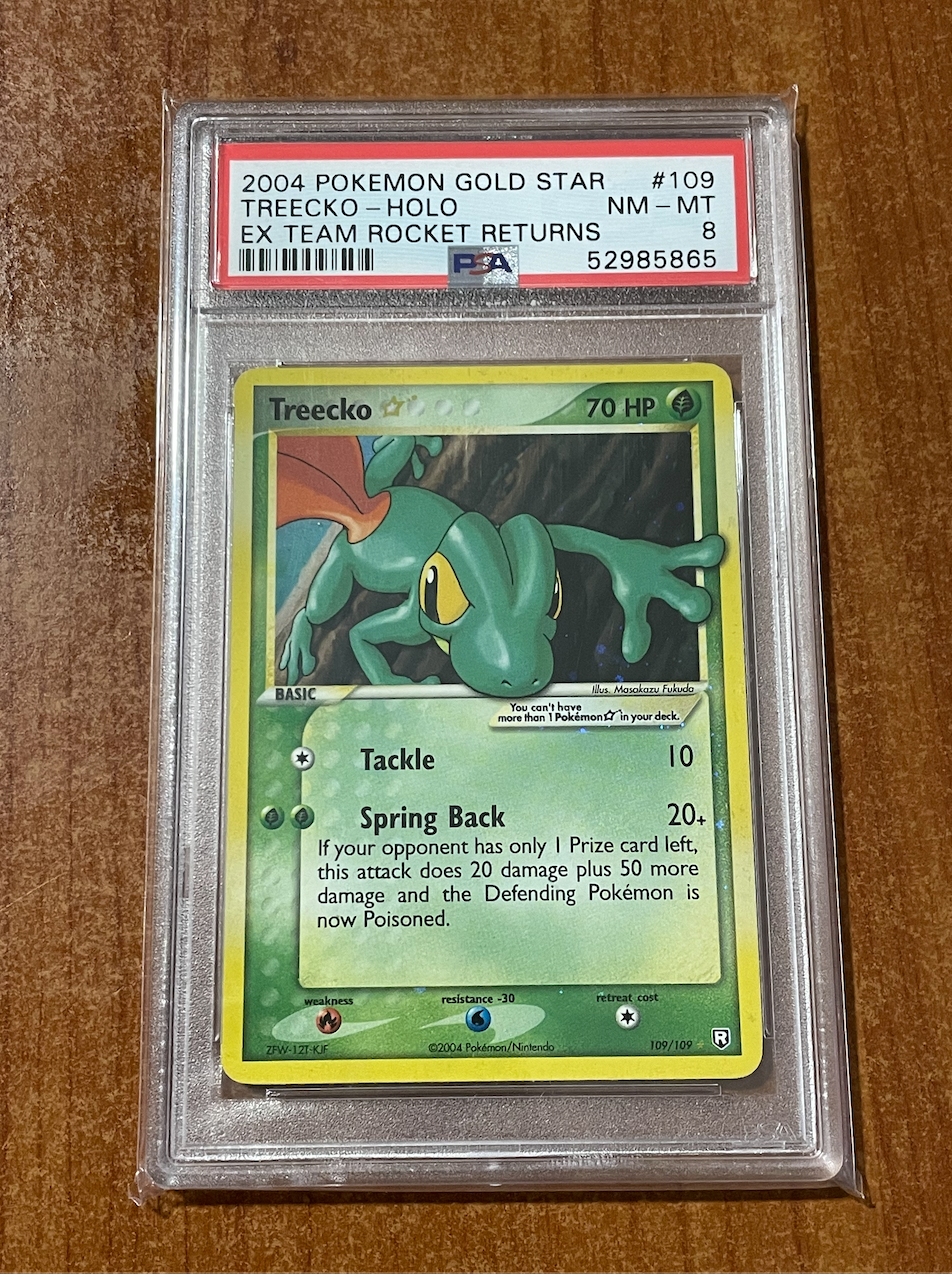 2004 POKEMON GOLD STAR #109
TREECKO - HOLO NM - MT
EX TEAM ROCKET RETURNS 8
PSA 52985865
Treecko 70 HP
BASIC Illus. Masakazu Fukuda
You can't have
more than 1 Pokémon☆ in your deck.
Tackle 10
Spring Back 20+
If your opponent has only 1 Prize card left,
this attack does 20 damage plus 50 more
damage and the Defending Pokémon is
now Poisoned.
weakness resistance -30 retreat cost
ZFW-12T-KJF ©2004 Pokémon/Nintendo 109/109 R